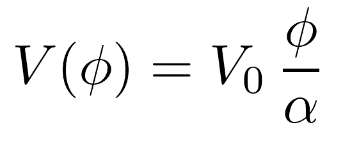 V(ϕ) = V₀ ϕ/α